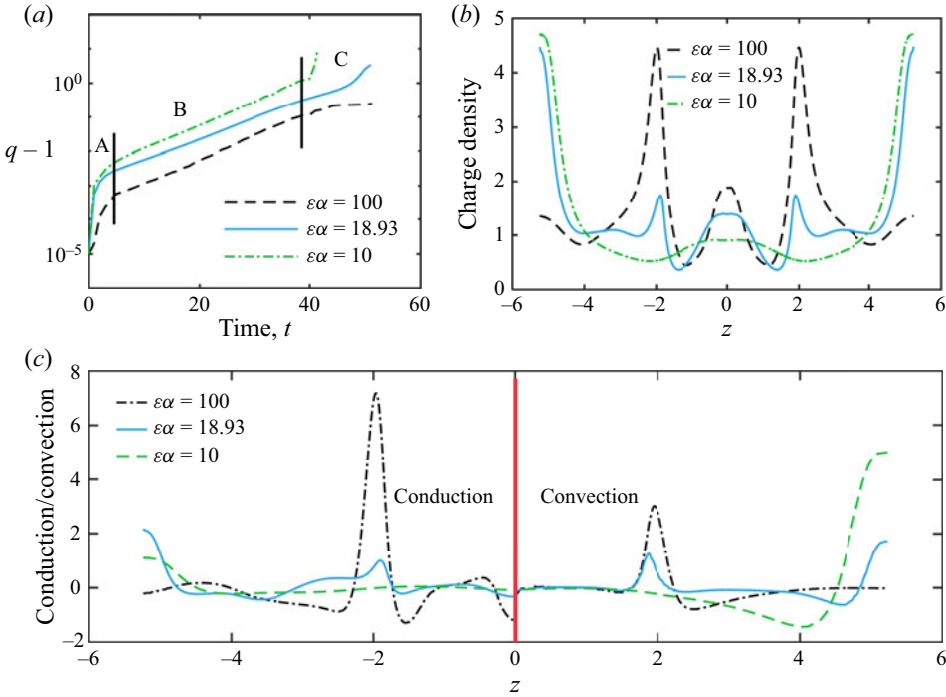 (a)
10⁰
q – 1
10⁻⁵
A
B
C
εα = 100
εα = 18.93
εα = 10
0
20
40
60
Time, t
(b)
5
4
3
2
1
0
Charge density
εα = 100
εα = 18.93
εα = 10
–6
–4
–2
0
2
4
6
z
(c)
8
6
4
2
0
–2
Conduction/convection
εα = 100
εα = 18.93
εα = 10
Conduction
Convection
–6
–4
–2
0
2
4
6
z